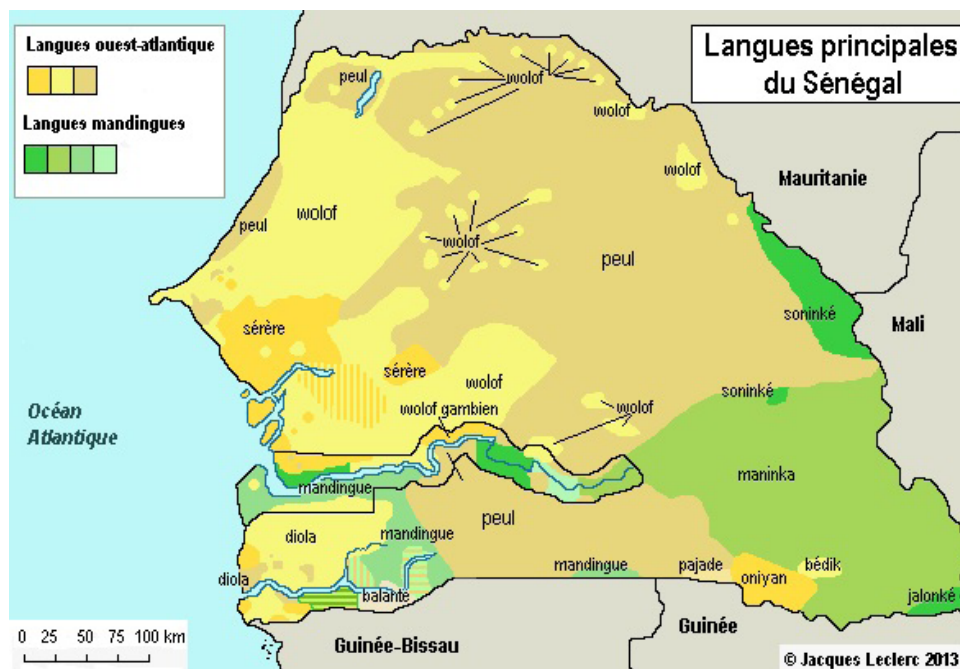 Langues ouest-atlantique
Langues mandingues
Langues principales
du Sénégal
peul
wolof
wolof
wolof
Mauritanie
wolof
peul
wolof
peul
soninké
Mali
sérère
sérère
wolof
soninké
wolof
wolof gambien
Océan
Atlantique
maninka
mandingue
peul
diola
mandingue
mandingue
pajade
bédik
oniyan
diola
balanté
jalonké
Guinée-Bissau
Guinée
0 25 50 75 100 km
© Jacques Leclerc 2013